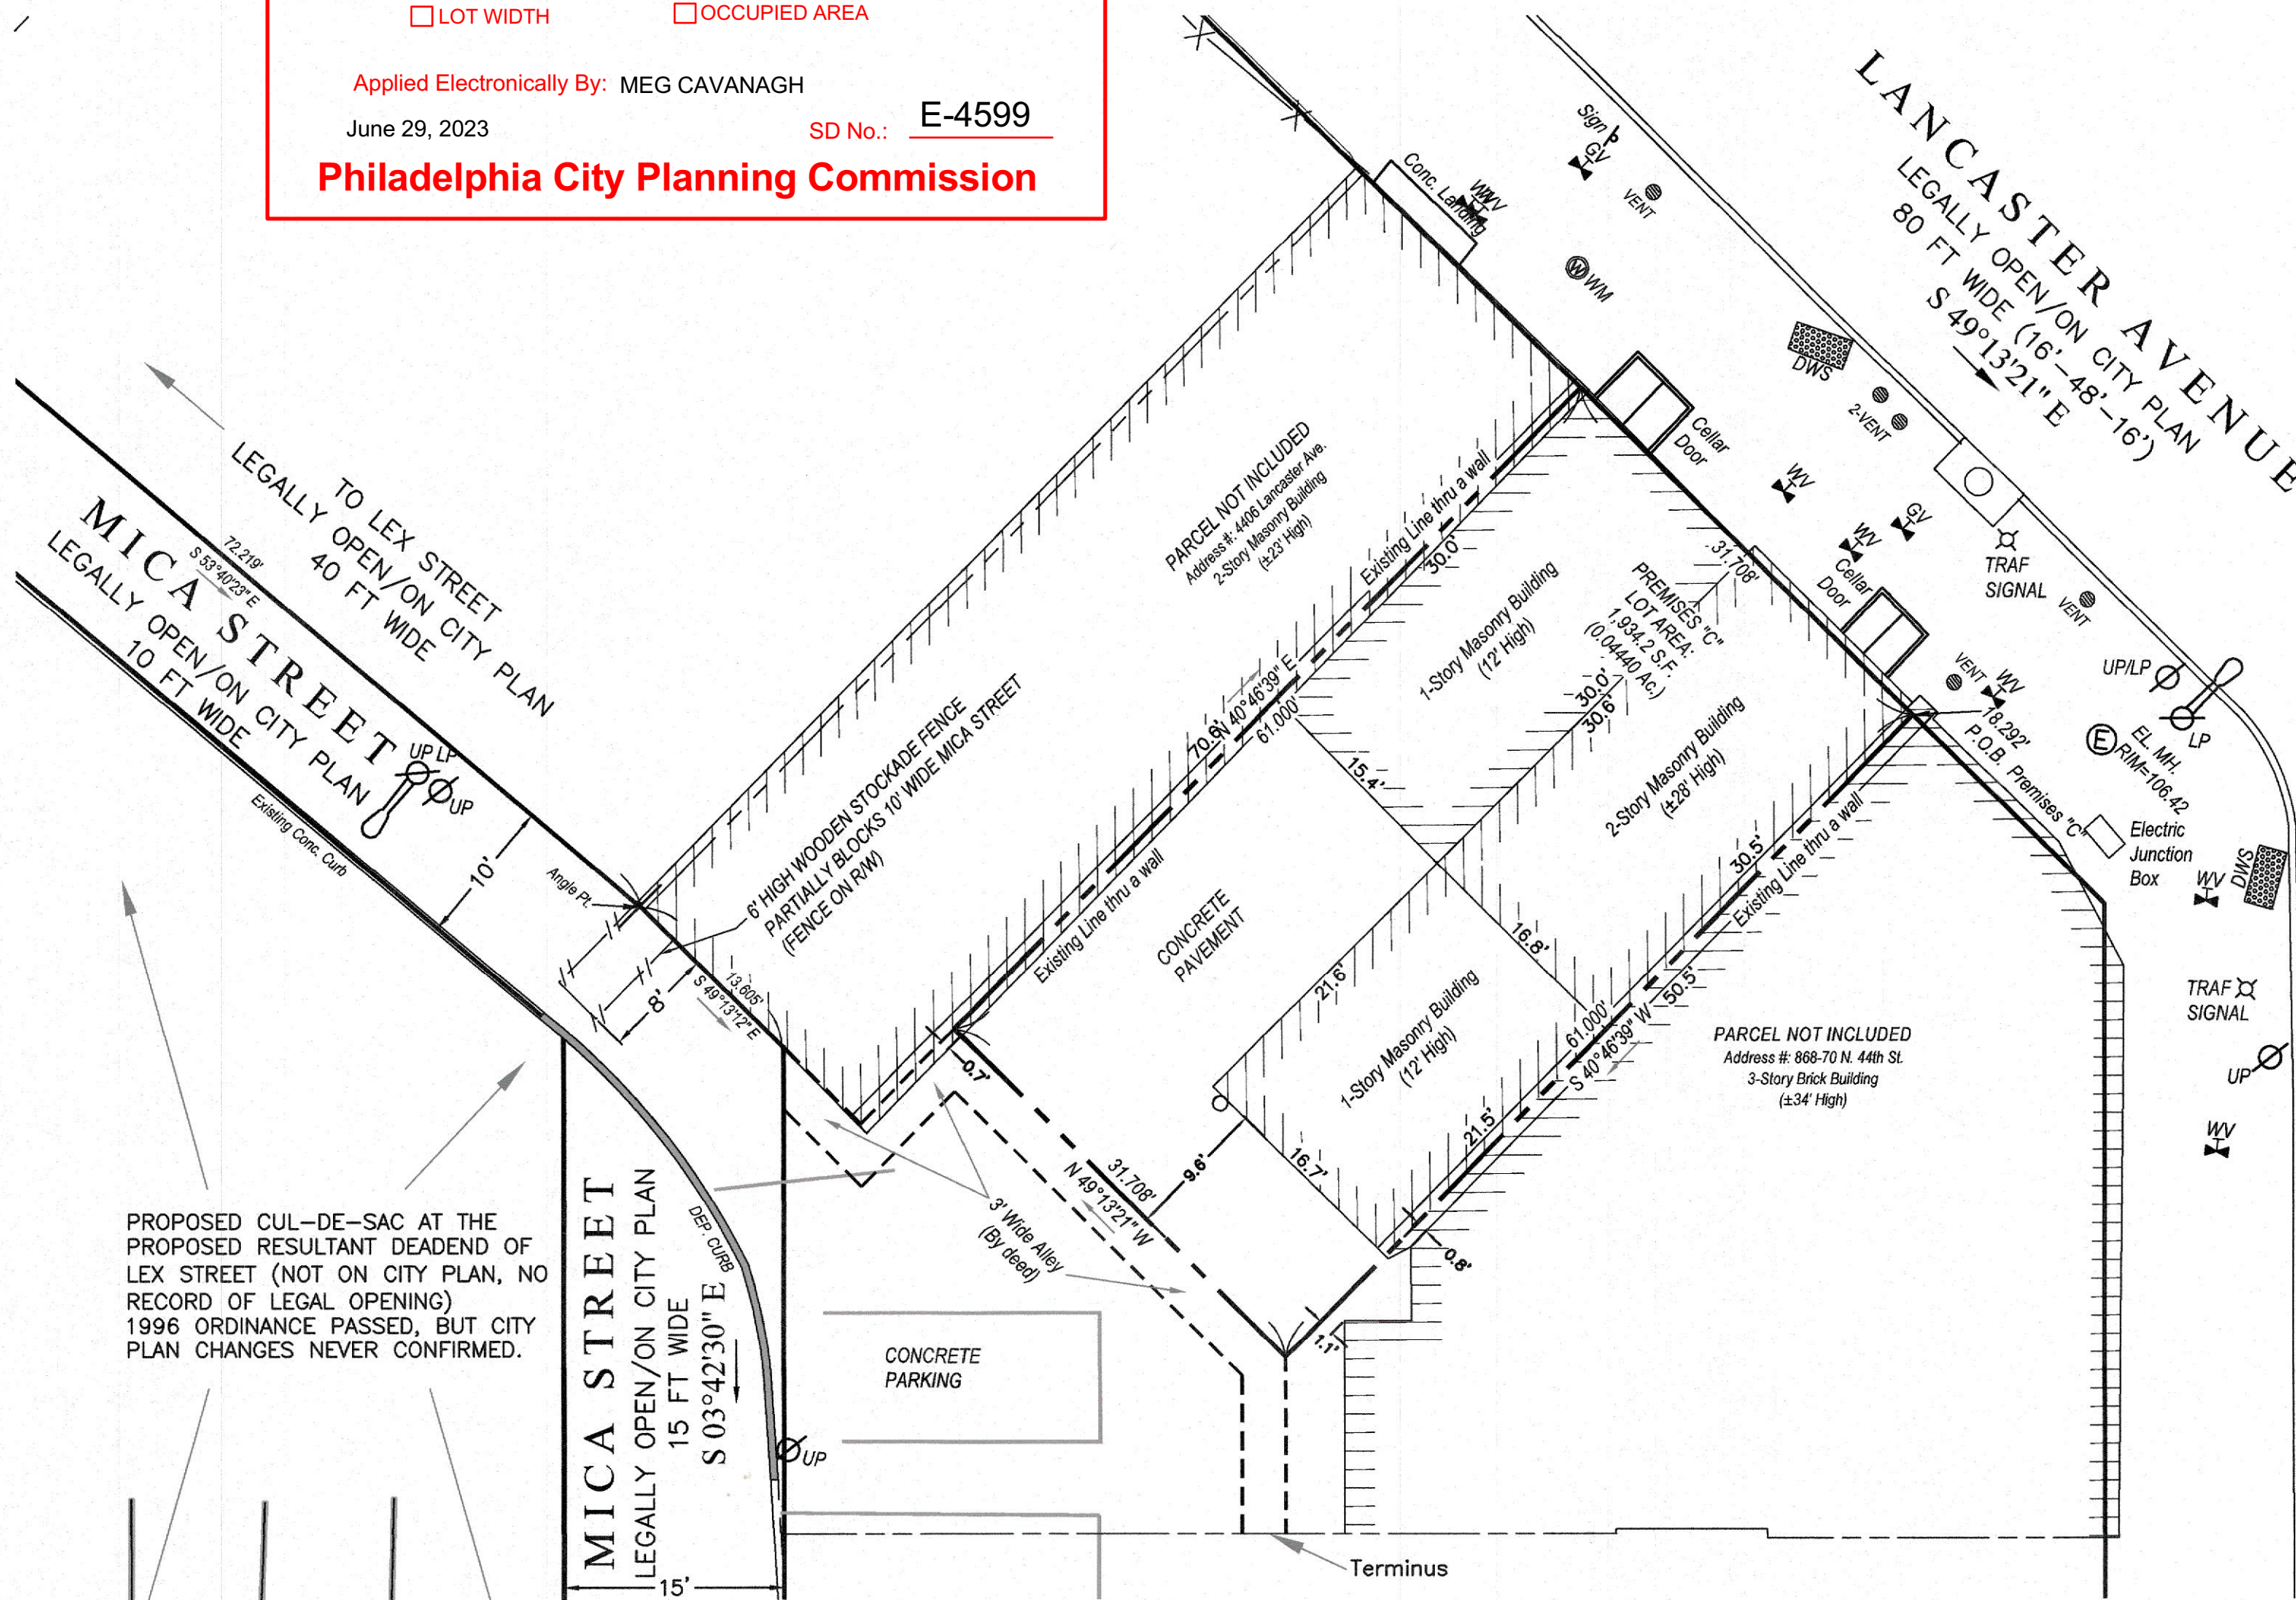 LOT WIDTH
OCCUPIED AREA
Applied Electronically By: MEG CAVANAGH
June 29, 2023
SD No.: E-4599
Philadelphia City Planning Commission
LANCASTER AVENUE
LEGALLY OPEN/ON CITY PLAN
80 FT WIDE (16'-48'-16')
S 49°13'21" E
Sign
GV
VENT
Conc. Landing
WV
WM
W
DWS
2-VENT
Cellar
Door
WV
GV
WV
TRAF
SIGNAL
Cellar
Door
VENT
UP/LP
VENT
WV
LP
18.292'
P.O.B. Premises "C"
E
EL. MH.
RIM=106.42
Electric
Junction
Box
WV
DWS
TRAF
SIGNAL
UP
WV
TO LEX STREET
LEGALLY OPEN/ON CITY PLAN
40 FT WIDE
72.219'
S 53°40'23" E
MICA STREET
LEGALLY OPEN/ON CITY PLAN
10 FT WIDE
UP LP
UP
Existing Conc. Curb
10'
Angle Pt.
8'
13.605'
S 49°13'12" E
6' HIGH WOODEN STOCKADE FENCE
PARTIALLY BLOCKS 10' WIDE MICA STREET
(FENCE ON R/W)
PARCEL NOT INCLUDED
Address #: 4406 Lancaster Ave.
2-Story Masonry Building
(±23' High)
Existing Line thru a wall
30.0'
70.6'
N 40°46'39" E
61.000'
Existing Line thru a wall
1-Story Masonry Building
(12' High)
31.708'
PREMISES "C"
LOT AREA:
1,934.2 S.F.
(0.04440 Ac.)
30.0'
30.6'
15.4'
2-Story Masonry Building
(±28' High)
30.5'
Existing Line thru a wall
16.8'
CONCRETE
PAVEMENT
21.6'
1-Story Masonry Building
(12' High)
61.000'
S 40°46'39" W
50.5'
21.5'
16.7'
9.6'
0.7'
31.708'
N 49°13'21" W
0.8'
1.1'
3' Wide Alley
(By deed)
PARCEL NOT INCLUDED
Address #: 868-70 N. 44th St.
3-Story Brick Building
(±34' High)
PROPOSED CUL-DE-SAC AT THE
PROPOSED RESULTANT DEADEND OF
LEX STREET (NOT ON CITY PLAN, NO
RECORD OF LEGAL OPENING)
1996 ORDINANCE PASSED, BUT CITY
PLAN CHANGES NEVER CONFIRMED.
MICA STREET
LEGALLY OPEN/ON CITY PLAN
15 FT WIDE
S 03°42'30" E
DEP. CURB
15'
CONCRETE
PARKING
UP
Terminus